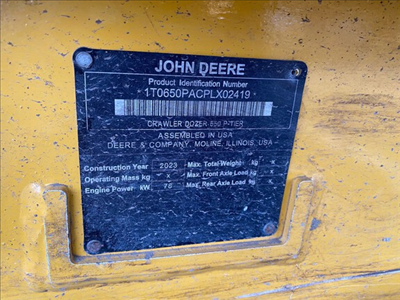 JOHN DEERE
Product Identification Number
1T0650PACPLX02419
CRAWLER DOZER 650 P-TIER
ASSEMBLED IN USA
DEERE & COMPANY, MOLINE, ILLINOIS, USA
Construction Year 2023 Max. Total Weight kg X
Operating Mass kg X Max. Front Axle Load kg X
Engine Power kW 76 Max. Rear Axle Load kg X